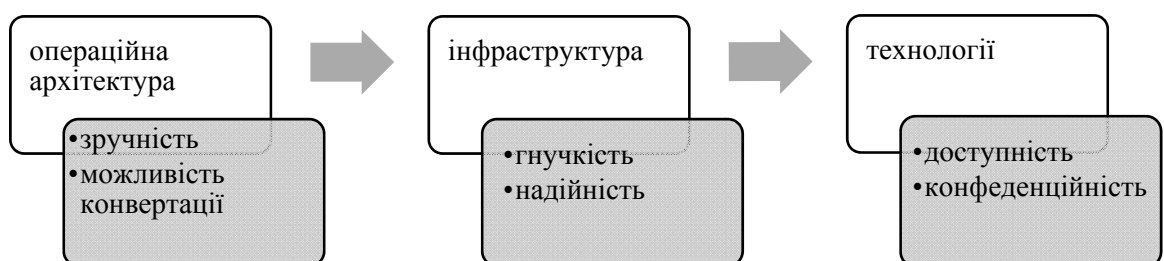 операційна
архітектура
•зручність
•можливість
конвертації
інфраструктура
•гнучкість
•надійність
технології
•доступність
•конфеденційність